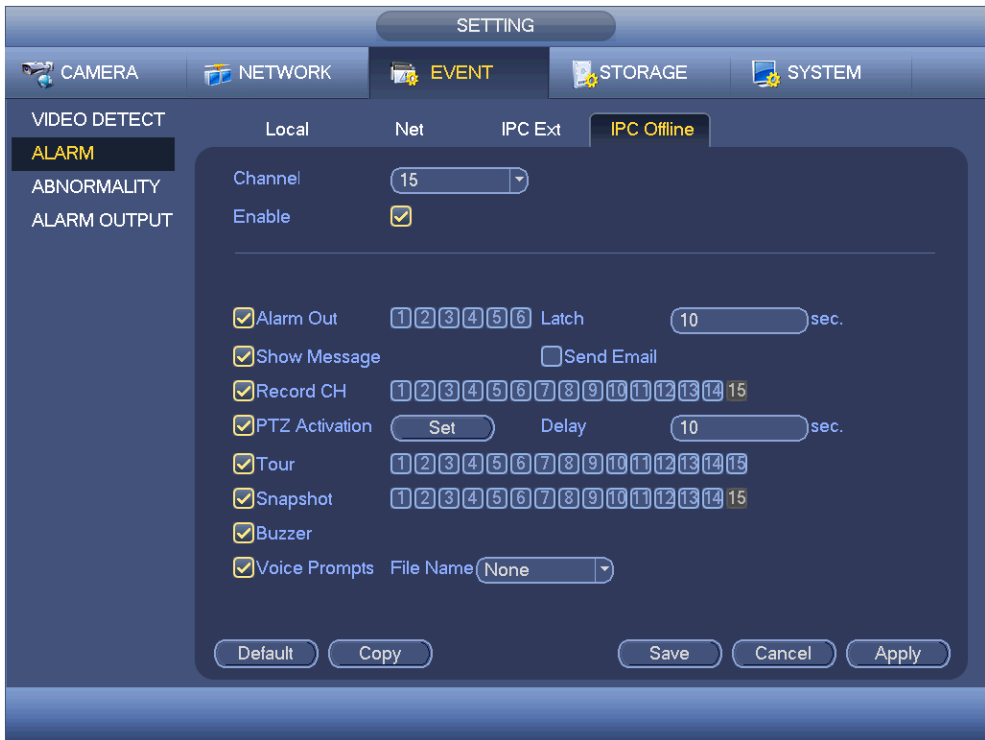 SETTING
CAMERA NETWORK EVENT STORAGE SYSTEM
VIDEO DETECT
ALARM
ABNORMALITY
ALARM OUTPUT
Local Net IPC Ext IPC Offline
Channel 15
Enable
Alarm Out 1 2 3 4 5 6 Latch 10 sec.
Show Message Send Email
Record CH 1 2 3 4 5 6 7 8 9 10 11 12 13 14 15
PTZ Activation Set Delay 10 sec.
Tour 1 2 3 4 5 6 7 8 9 10 11 12 13 14 15
Snapshot 1 2 3 4 5 6 7 8 9 10 11 12 13 14 15
Buzzer
Voice Prompts File Name None
Default Copy Save Cancel Apply